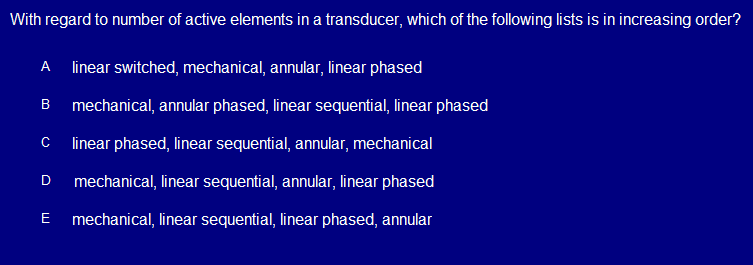 With regard to number of active elements in a transducer, which of the following lists is in increasing order?
A linear switched, mechanical, annular, linear phased
B mechanical, annular phased, linear sequential, linear phased
C linear phased, linear sequential, annular, mechanical
D mechanical, linear sequential, annular, linear phased
E mechanical, linear sequential, linear phased, annular